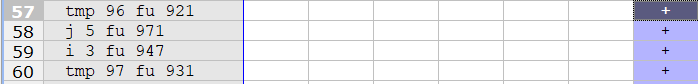 57 tmp 96 fu 921 +
58 j 5 fu 971 +
59 i 3 fu 947 +
60 tmp 97 fu 931 +